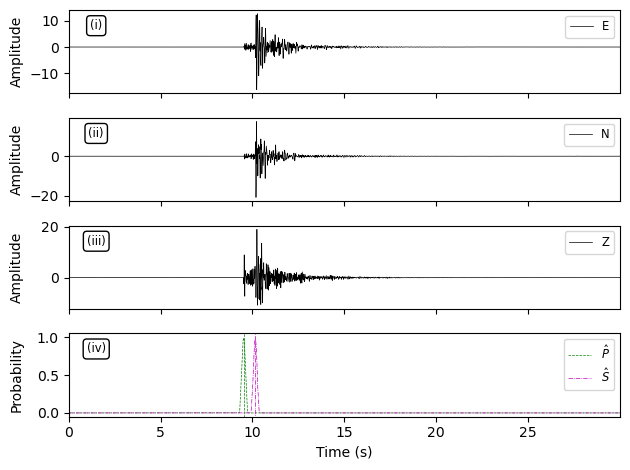 Amplitude
10
0
−10
(i)
E
Amplitude
0
−20
(ii)
N
Amplitude
20
0
(iii)
Z
Probability
1.0
0.5
0.0
(iv)
P̂
Ŝ
0 5 10 15 20 25
Time (s)